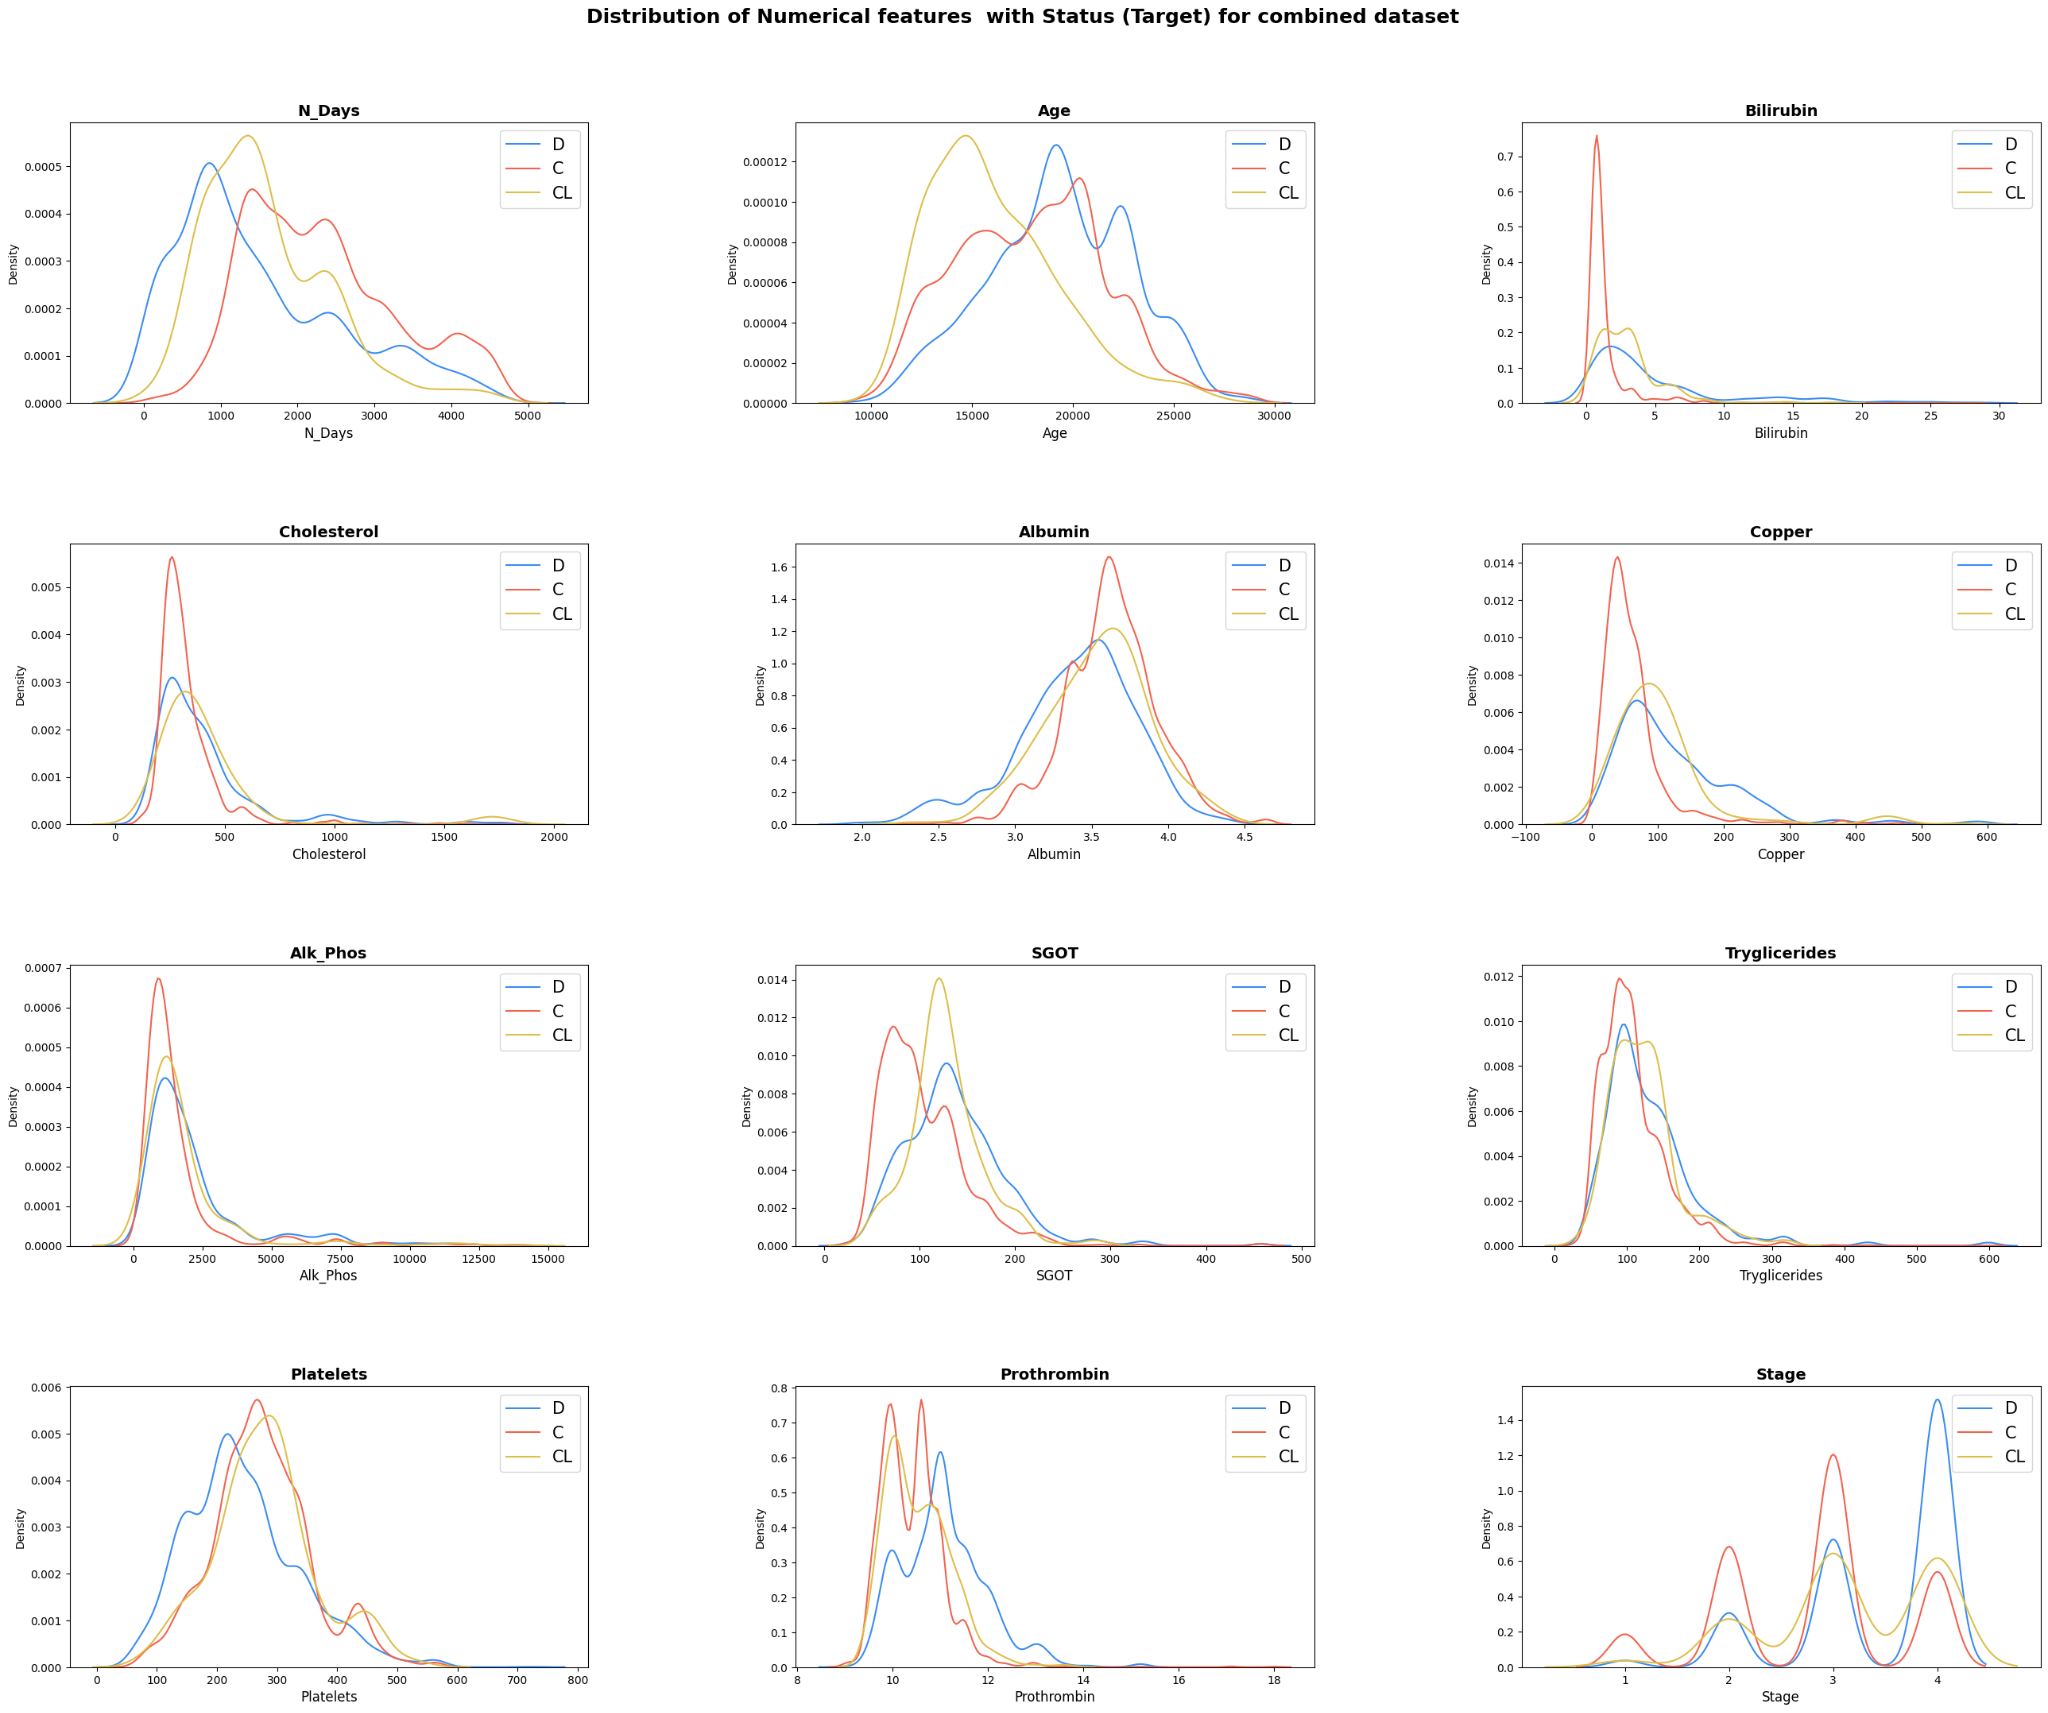 Distribution of Numerical features  with Status (Target) for combined dataset
N_Days
D
C
CL
0.0005
0.0004
0.0003
0.0002
0.0001
0.0000
Density
0 1000 2000 3000 4000 5000
N_Days
Age
D
C
CL
0.00012
0.00010
0.00008
0.00006
0.00004
0.00002
0.00000
Density
10000 15000 20000 25000 30000
Age
Bilirubin
D
C
CL
0.7
0.6
0.5
0.4
0.3
0.2
0.1
0.0
Density
0 5 10 15 20 25 30
Bilirubin
Cholesterol
D
C
CL
0.005
0.004
0.003
0.002
0.001
0.000
Density
0 500 1000 1500 2000
Cholesterol
Albumin
D
C
CL
1.6
1.4
1.2
1.0
0.8
0.6
0.4
0.2
0.0
Density
2.0 2.5 3.0 3.5 4.0 4.5
Albumin
Copper
D
C
CL
0.014
0.012
0.010
0.008
0.006
0.004
0.002
0.000
Density
−100 0 100 200 300 400 500 600
Copper
Alk_Phos
D
C
CL
0.0007
0.0006
0.0005
0.0004
0.0003
0.0002
0.0001
0.0000
Density
0 2500 5000 7500 10000 12500 15000
Alk_Phos
SGOT
D
C
CL
0.014
0.012
0.010
0.008
0.006
0.004
0.002
0.000
Density
0 100 200 300 400 500
SGOT
Tryglicerides
D
C
CL
0.012
0.010
0.008
0.006
0.004
0.002
0.000
Density
0 100 200 300 400 500 600
Tryglicerides
Platelets
D
C
CL
0.006
0.005
0.004
0.003
0.002
0.001
0.000
Density
0 100 200 300 400 500 600 700 800
Platelets
Prothrombin
D
C
CL
0.8
0.7
0.6
0.5
0.4
0.3
0.2
0.1
0.0
Density
8 10 12 14 16 18
Prothrombin
Stage
D
C
CL
1.4
1.2
1.0
0.8
0.6
0.4
0.2
0.0
Density
1 2 3 4
Stage